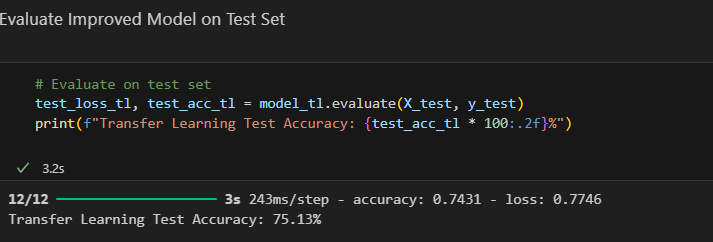 Evaluate Improved Model on Test Set
# Evaluate on test set
test_loss_tl, test_acc_tl = model_tl.evaluate(X_test, y_test)
print(f"Transfer Learning Test Accuracy: {test_acc_tl * 100:.2f}%")
3.2s
12/12 ━━━━━━━━━━━━━━━━━━━━ 3s 243ms/step - accuracy: 0.7431 - loss: 0.7746
Transfer Learning Test Accuracy: 75.13%